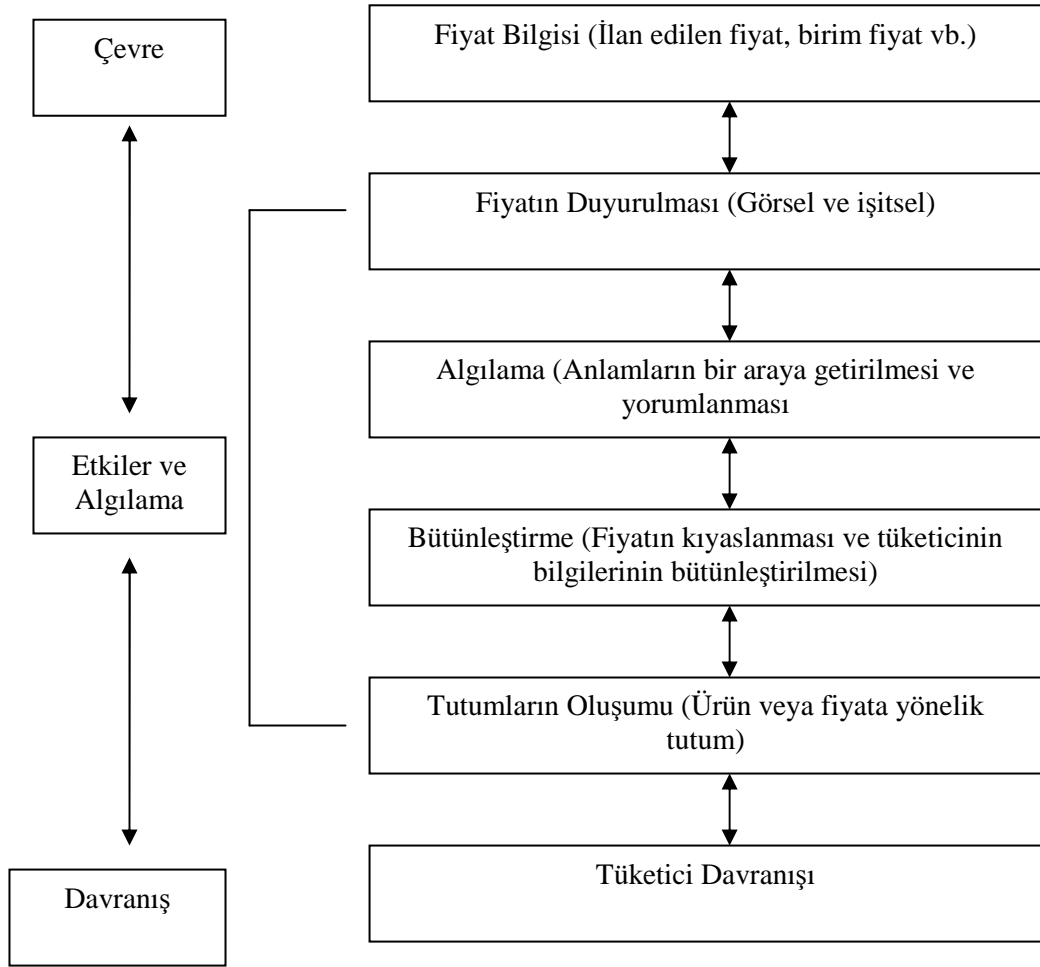 Çevre
Fiyat Bilgisi (İlan edilen fiyat, birim fiyat vb.)
Fiyatın Duyurulması (Görsel ve işitsel)
Algılama (Anlamların bir araya getirilmesi ve
yorumlanması
Etkiler ve
Algılama
Bütünleştirme (Fiyatın kıyaslanması ve tüketicinin
bilgilerinin bütünleştirilmesi)
Tutumların Oluşumu (Ürün veya fiyata yönelik
tutum)
Davranış
Tüketici Davranışı